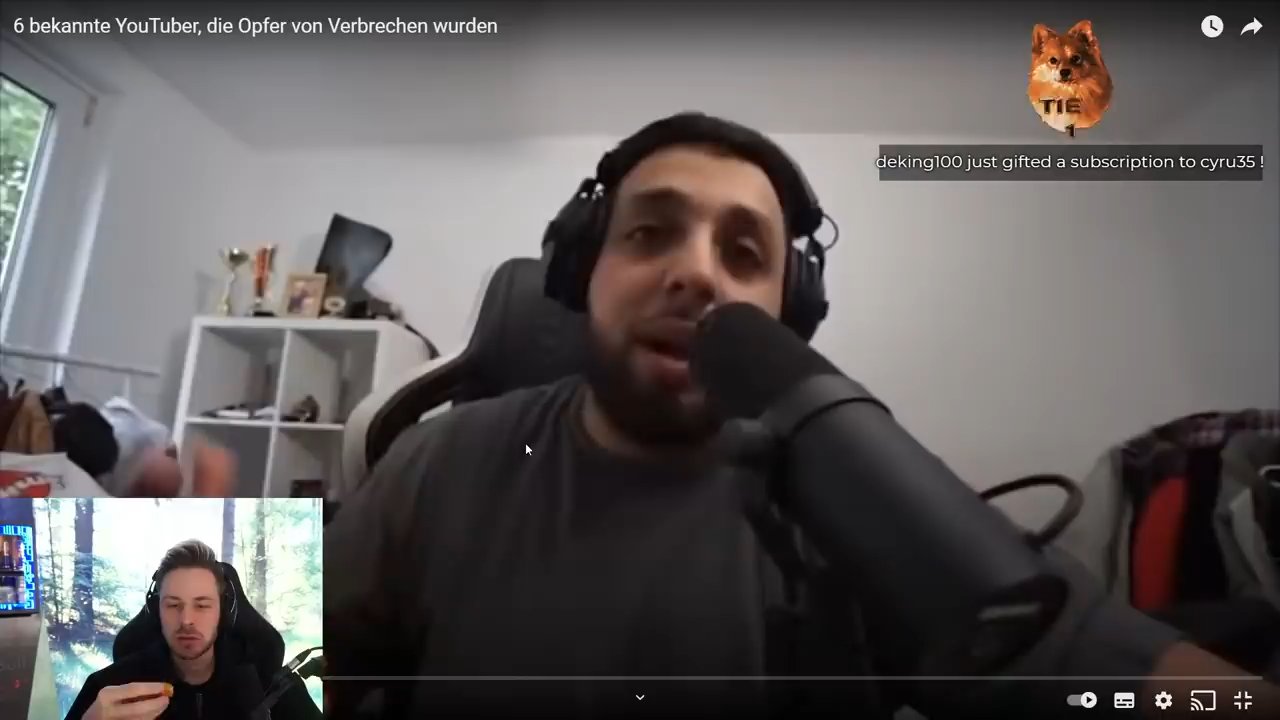 6 bekannte YouTuber, die Opfer von Verbrechen wurden
TIE
1
deking100 just gifted a subscription to cyru35 !